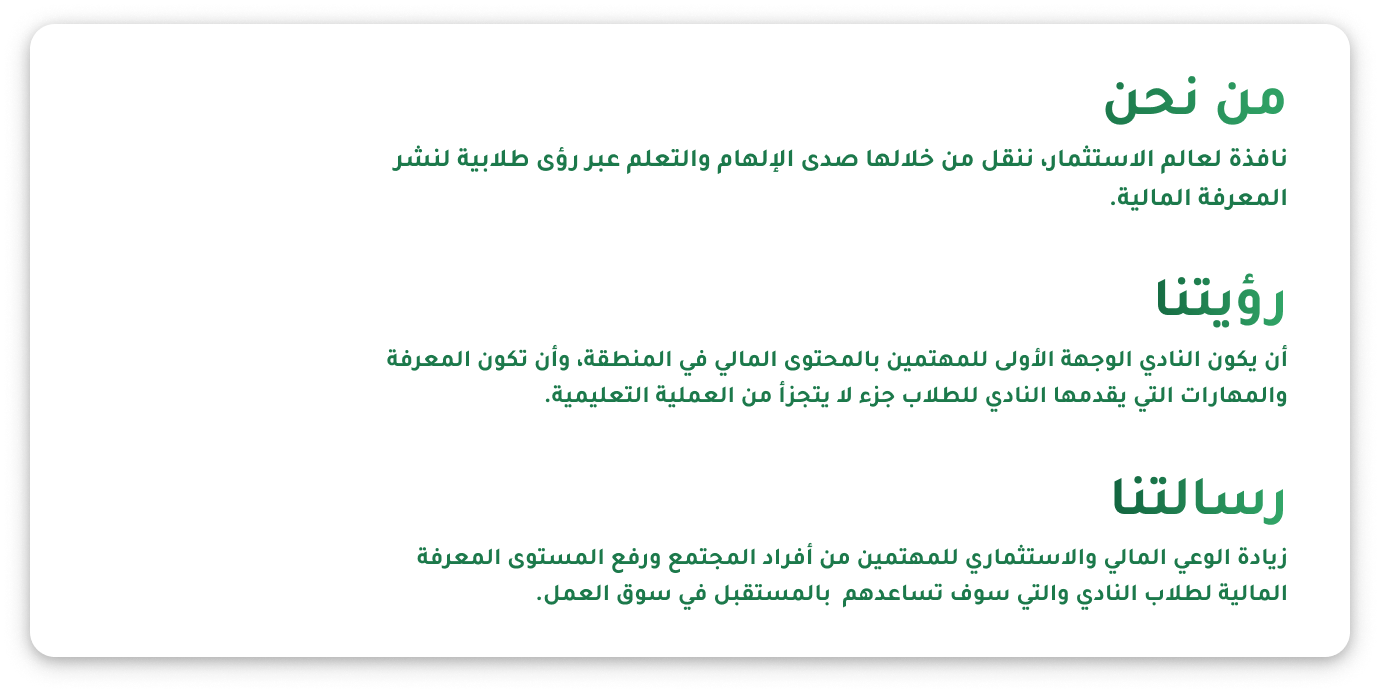 من نحن
نافذة لعالم الاستثمار، ننقل من خلالها صدى الإلهام والتعلم عبر رؤى طلابية لنشر
المعرفة المالية.
رؤيتنا
أن يكون النادي الوجهة الأولى للمهتمين بالمحتوى المالي في المنطقة، وأن تكون المعرفة
والمهارات التي يقدمها النادي للطلاب جزء لا يتجزأ من العملية التعليمية.
رسالتنا
زيادة الوعي المالي والاستثماري للمهتمين من أفراد المجتمع ورفع المستوى المعرفة
المالية لطلاب النادي والتي سوف تساعدهم بالمستقبل في سوق العمل.